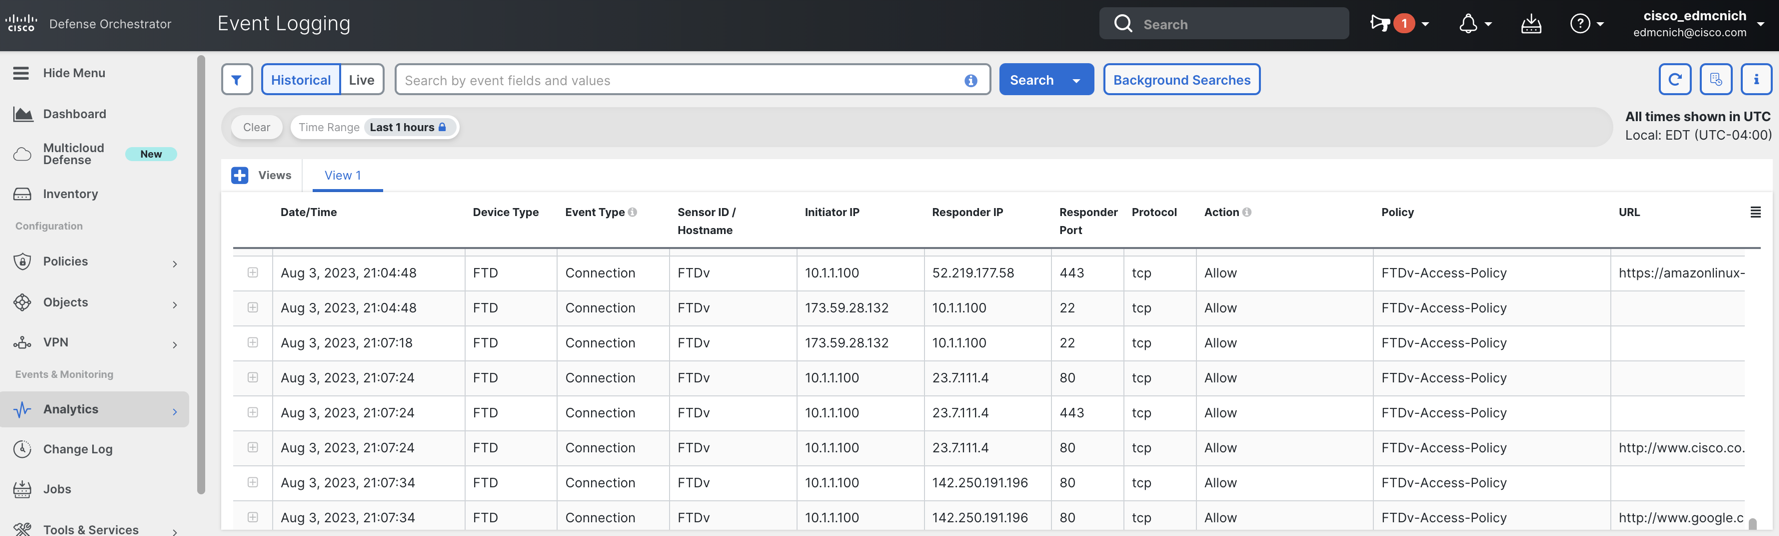 cisco
Defense Orchestrator
Event Logging
Search
1
cisco_edmcnich
edmcnich@cisco.com
Hide Menu
Dashboard
Multicloud
Defense
New
Inventory
Configuration
Policies
Objects
VPN
Events & Monitoring
Analytics
Change Log
Jobs
Tools & Services
Historical
Live
Search by event fields and values
Search
Background Searches
Clear
Time Range Last 1 hours
All times shown in UTC
Local: EDT (UTC-04:00)
Views
View 1
Date/Time Device Type Event Type Sensor ID / Initiator IP Responder IP Responder Protocol Action Policy URL
Hostname Port
Aug 3, 2023, 21:04:48 FTD Connection FTDv 10.1.1.100 52.219.177.58 443 tcp Allow FTDv-Access-Policy https://amazonlinux-
Aug 3, 2023, 21:04:48 FTD Connection FTDv 173.59.28.132 10.1.1.100 22 tcp Allow FTDv-Access-Policy
Aug 3, 2023, 21:07:18 FTD Connection FTDv 173.59.28.132 10.1.1.100 22 tcp Allow FTDv-Access-Policy
Aug 3, 2023, 21:07:24 FTD Connection FTDv 10.1.1.100 23.7.111.4 80 tcp Allow FTDv-Access-Policy
Aug 3, 2023, 21:07:24 FTD Connection FTDv 10.1.1.100 23.7.111.4 443 tcp Allow FTDv-Access-Policy
Aug 3, 2023, 21:07:24 FTD Connection FTDv 10.1.1.100 23.7.111.4 80 tcp Allow FTDv-Access-Policy http://www.cisco.co.
Aug 3, 2023, 21:07:34 FTD Connection FTDv 10.1.1.100 142.250.191.196 80 tcp Allow FTDv-Access-Policy
Aug 3, 2023, 21:07:34 FTD Connection FTDv 10.1.1.100 142.250.191.196 80 tcp Allow FTDv-Access-Policy http://www.google.c